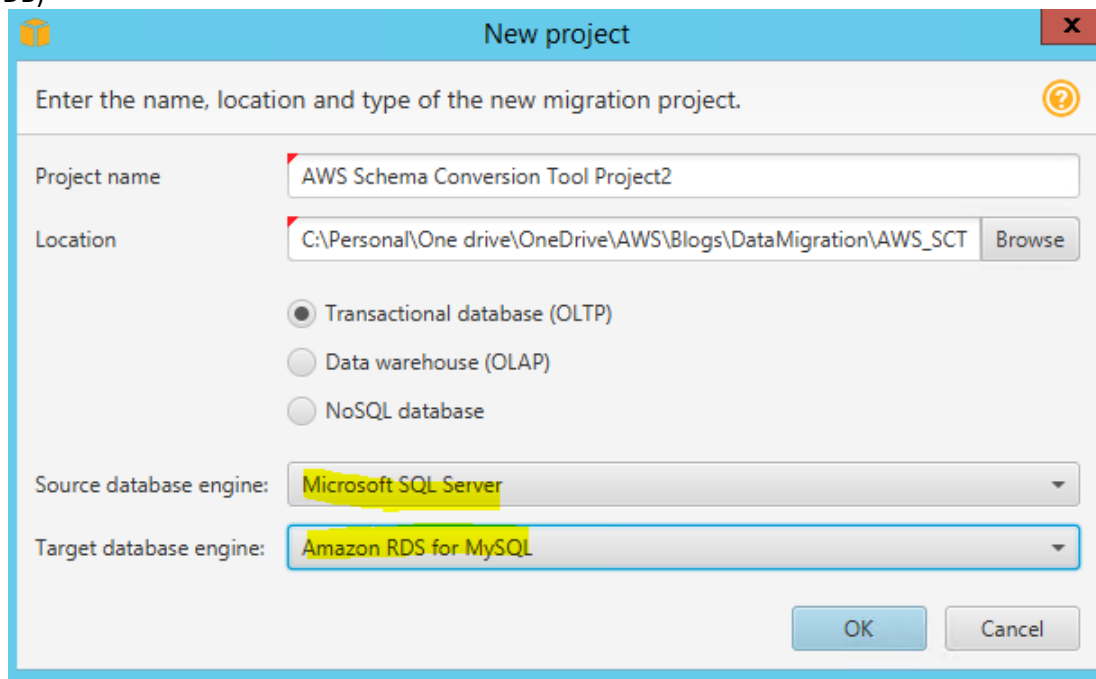 New project
x
Enter the name, location and type of the new migration project.
?
Project name AWS Schema Conversion Tool Project2
Location C:\Personal\One drive\OneDrive\AWS\Blogs\DataMigration\AWS_SCT Browse
Transactional database (OLTP)
Data warehouse (OLAP)
NoSQL database
Source database engine: Microsoft SQL Server
Target database engine: Amazon RDS for MySQL
OK Cancel